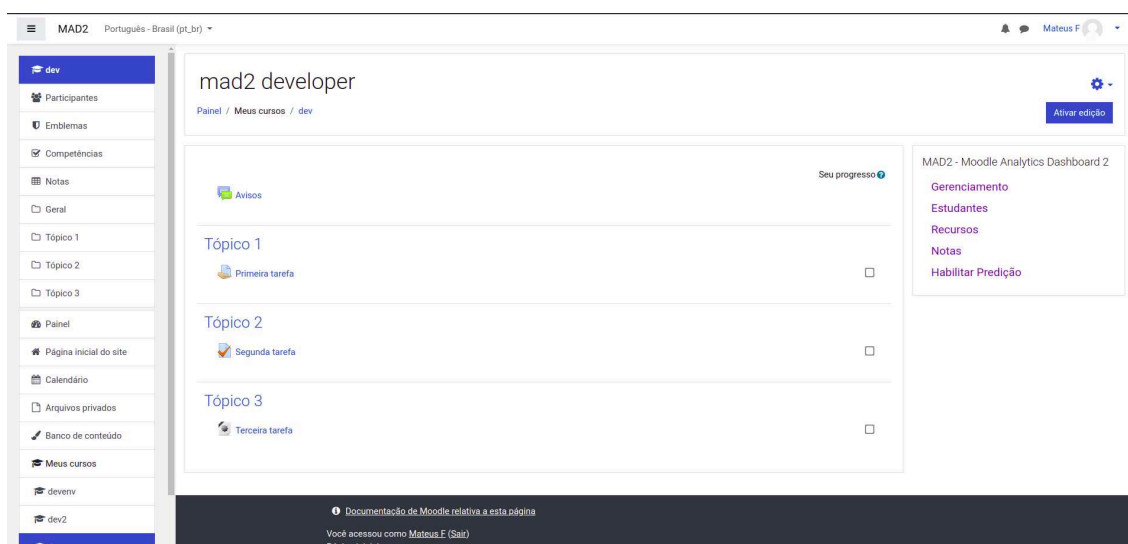 MAD2 Português - Brasil (pt_br)
Mateus F
dev
Participantes
Emblemas
Competências
Notas
Geral
Tópico 1
Tópico 2
Tópico 3
Painel
Página inicial do site
Calendário
Arquivos privados
Banco de conteúdo
Meus cursos
devenv
dev2
mad2 developer
Painel / Meus cursos / dev
Ativar edição
Seu progresso
Avisos
Tópico 1
Primeira tarefa
Tópico 2
Segunda tarefa
Tópico 3
Terceira tarefa
MAD2 - Moodle Analytics Dashboard 2
Gerenciamento
Estudantes
Recursos
Notas
Habilitar Predição
Documentação de Moodle relativa a esta página
Você acessou como Mateus F (Sair)